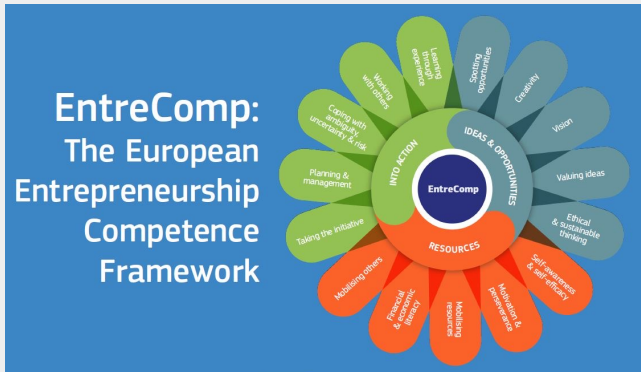 EntreComp:
The European
Entrepreneurship
Competence
Framework
EntreComp
IDEAS & OPPORTUNITIES
RESOURCES
INTO ACTION
Spotting
opportunities
Creativity
Vision
Valuing ideas
Ethical
& sustainable
thinking
Self-awareness
& self-efficacy
Motivation &
perseverance
Mobilising
resources
Financial
& economic
literacy
Mobilising others
Taking the initiative
Planning &
management
Coping with
ambiguity,
uncertainty & risk
Working
with others
Learning
through
experience